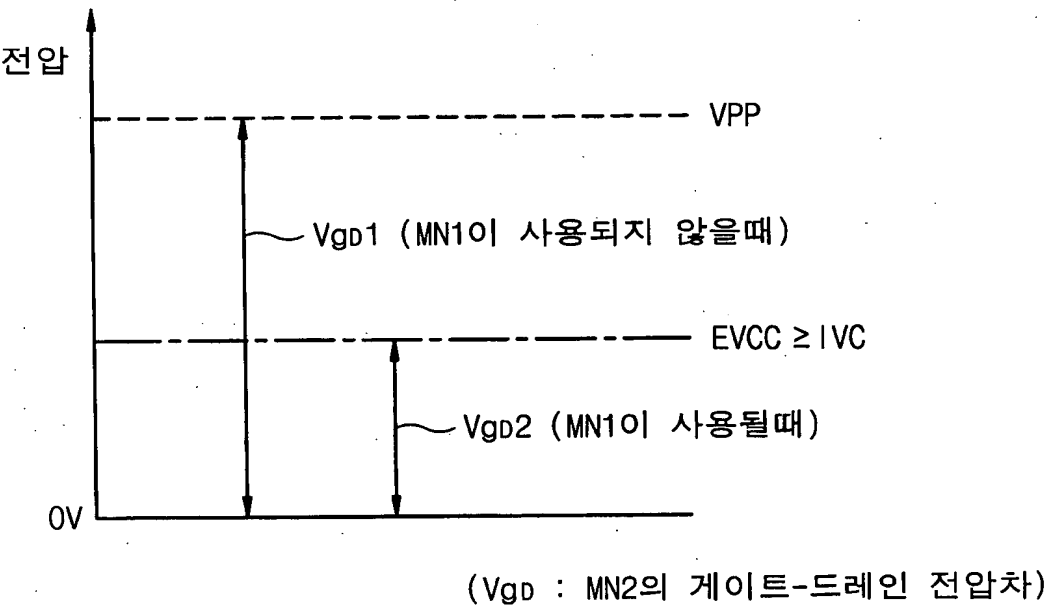 전압
VPP
VgD1 (MN1이 사용되지 않을때)
EVCC ≥ IVC
VgD2 (MN1이 사용될때)
0V
(VgD : MN2의 게이트-드레인 전압차)